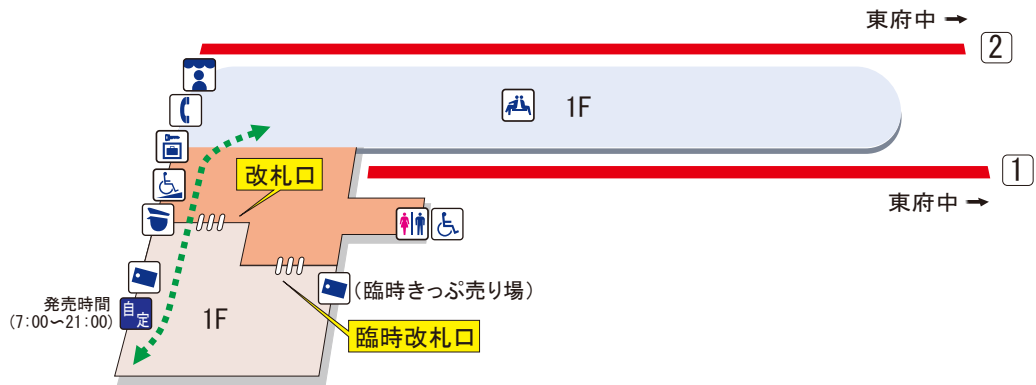 東府中 →
2
1F
改札口
1
東府中 →
発売時間
(7:00〜21:00)
自
定
1F
(臨時きっぷ売り場)
臨時改札口